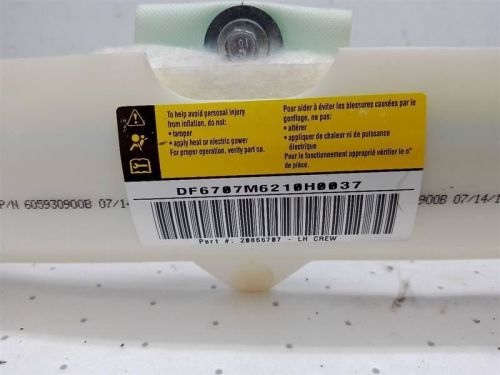 To help avoid personal injury
from inflation, do not:
• tamper
• apply heat or electric power
For proper operation, verify part no.
Pour aider à éviter les blessures causées par le
gonflage, ne pas:
• altérer
• appliquer de chaleur ni de puissance
électrique
Pour le fonctionnement approprié vérifier le n°
de pièce.
DF6707M6210H0037
P/N 605930900B 07/14
900B 07/14/1
Part #: 20866707 - LH CREW